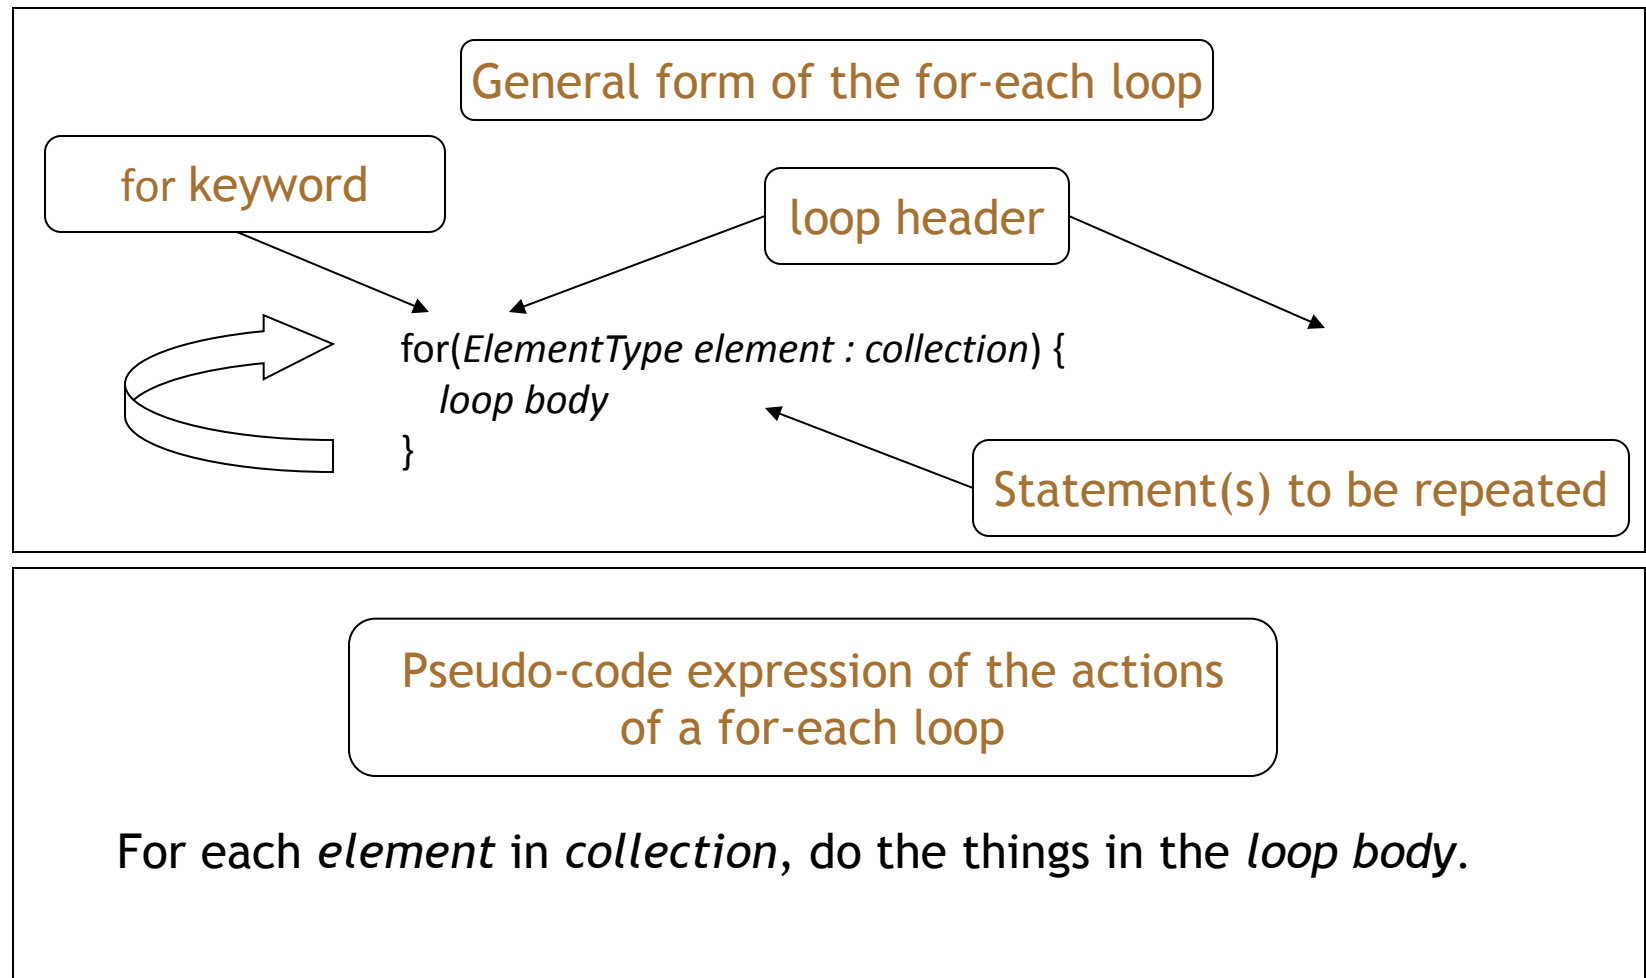 General form of the for-each loop
for keyword
loop header
for(ElementType element : collection) {
loop body
}
Statement(s) to be repeated
Pseudo-code expression of the actions
of a for-each loop
For each element in collection, do the things in the loop body.